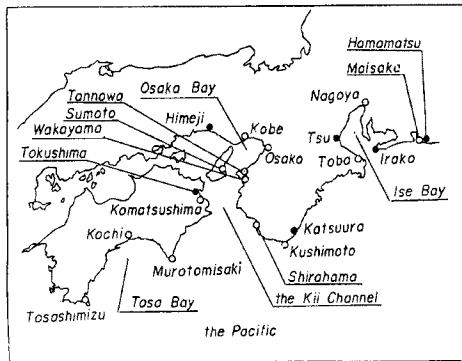 Hamamatsu
Maisaka
Nagoya
Osaka Bay
Tannowa
Sumoto
Himeji
Kobe
Wakayama
Osaka
Tsu
Toba
Irako
Tokushima
Ise Bay
Komatsushima
Katsuura
Kochi
Kushimoto
Murotomisaki
Shirahama
the Kii Channel
Tosashimizu
Tosa Bay
the Pacific